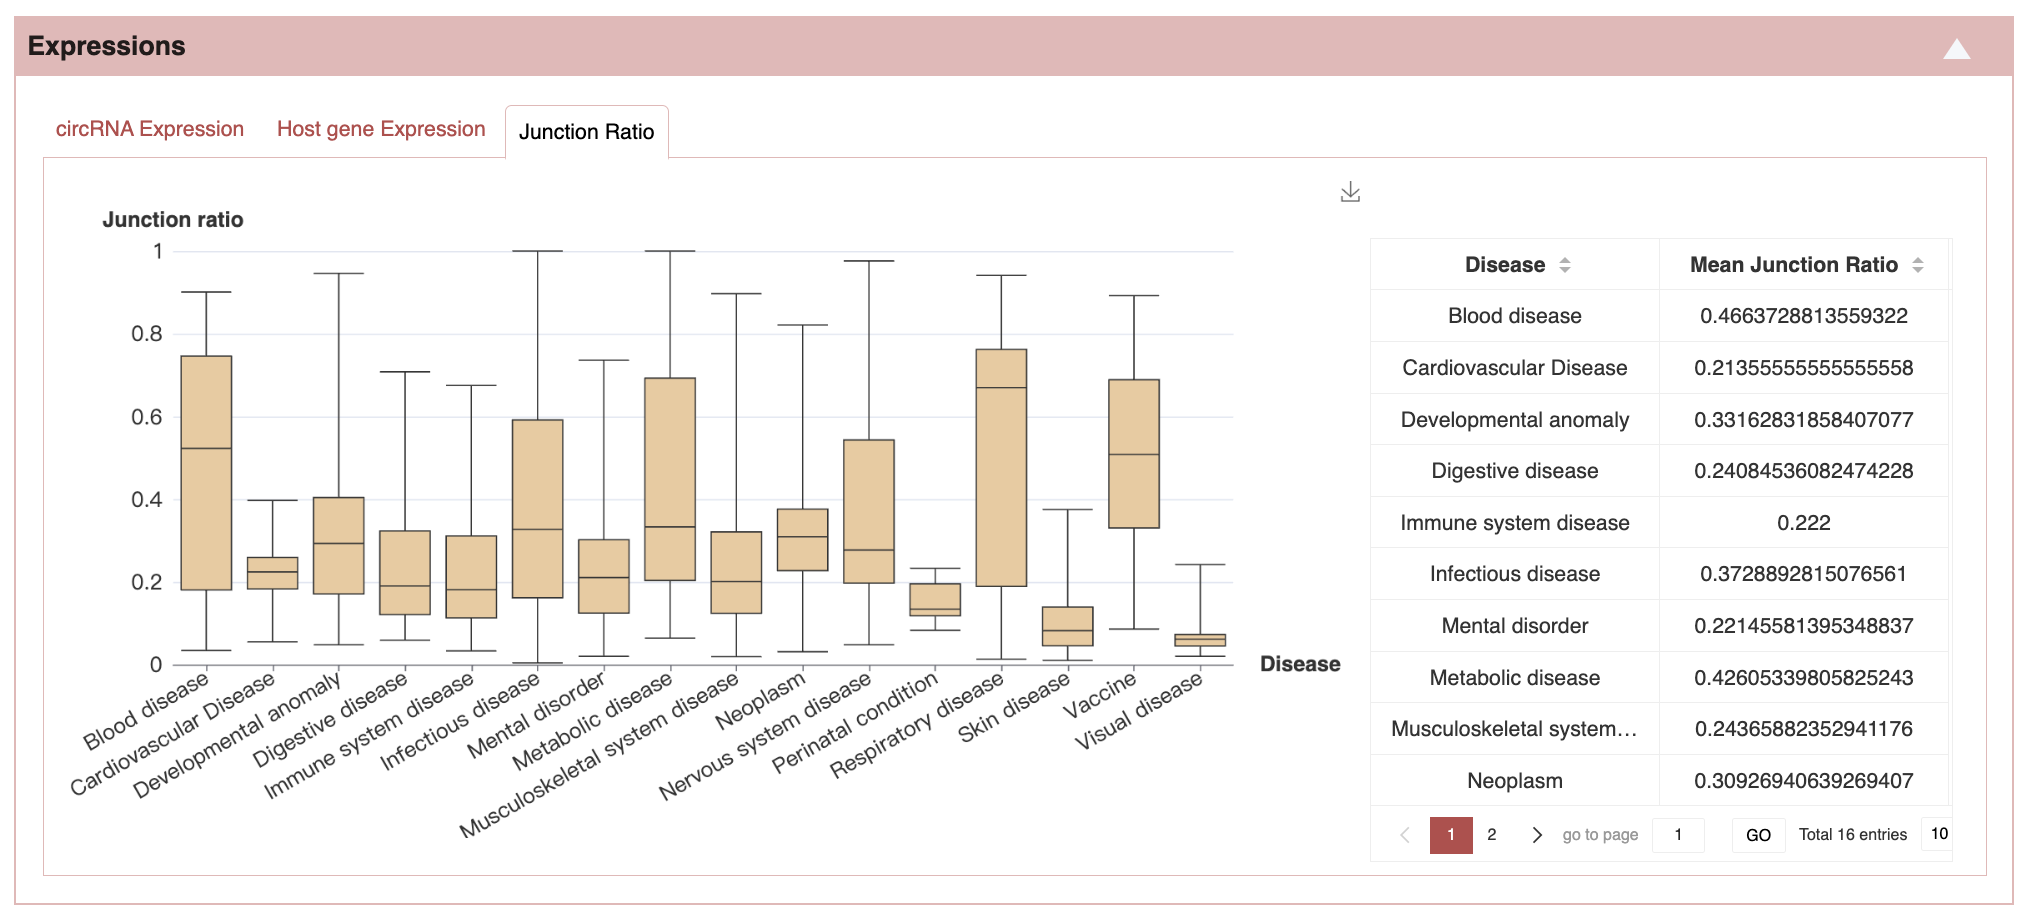 Expressions
circRNA Expression
Host gene Expression
Junction Ratio
Junction ratio
1
0.8
0.6
0.4
0.2
0
Blood disease
Cardiovascular Disease
Developmental anomaly
Digestive disease
Immune system disease
Infectious disease
Mental disorder
Metabolic disease
Musculoskeletal system disease
Neoplasm
Nervous system disease
Perinatal condition
Respiratory disease
Skin disease
Vaccine
Visual disease
Disease
Disease Mean Junction Ratio
Blood disease 0.4663728813559322
Cardiovascular Disease 0.21355555555555558
Developmental anomaly 0.33162831858407077
Digestive disease 0.24084536082474228
Immune system disease 0.222
Infectious disease 0.3728892815076561
Mental disorder 0.22145581395348837
Metabolic disease 0.42605339805825243
Musculoskeletal system… 0.24365882352941176
Neoplasm 0.30926940639269407
1 2 go to page 1 GO Total 16 entries 10